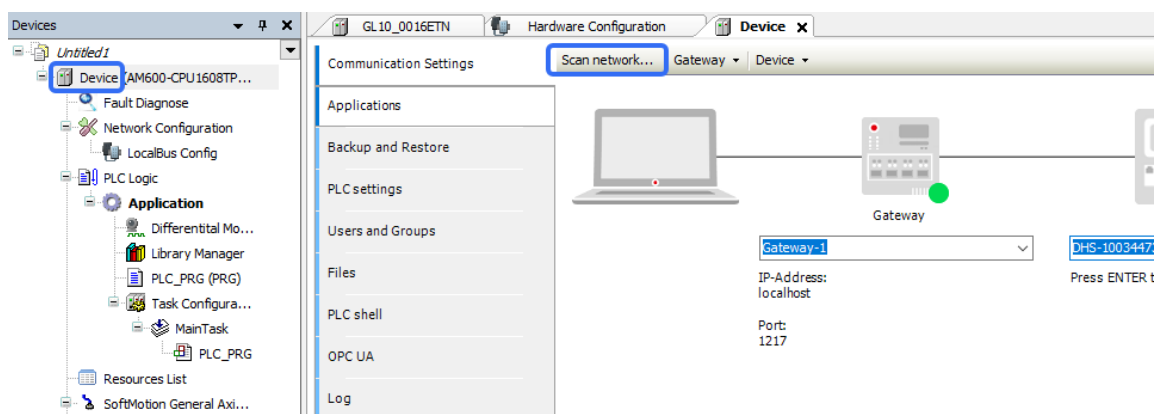 Devices
GL10_0016ETN
Hardware Configuration
Device
Untitled1
Device (AM600-CPU1608TP...
Fault Diagnose
Network Configuration
LocalBus Config
PLC Logic
Application
Differentital Mo...
Library Manager
PLC_PRG (PRG)
Task Configura...
MainTask
PLC_PRG
Resources List
SoftMotion General Axi...
Communication Settings
Applications
Backup and Restore
PLC settings
Users and Groups
Files
PLC shell
OPC UA
Log
Scan network...
Gateway
Device
Gateway
Gateway-1
IP-Address:
localhost
Port:
1217
DHS-1003447
Press ENTER t